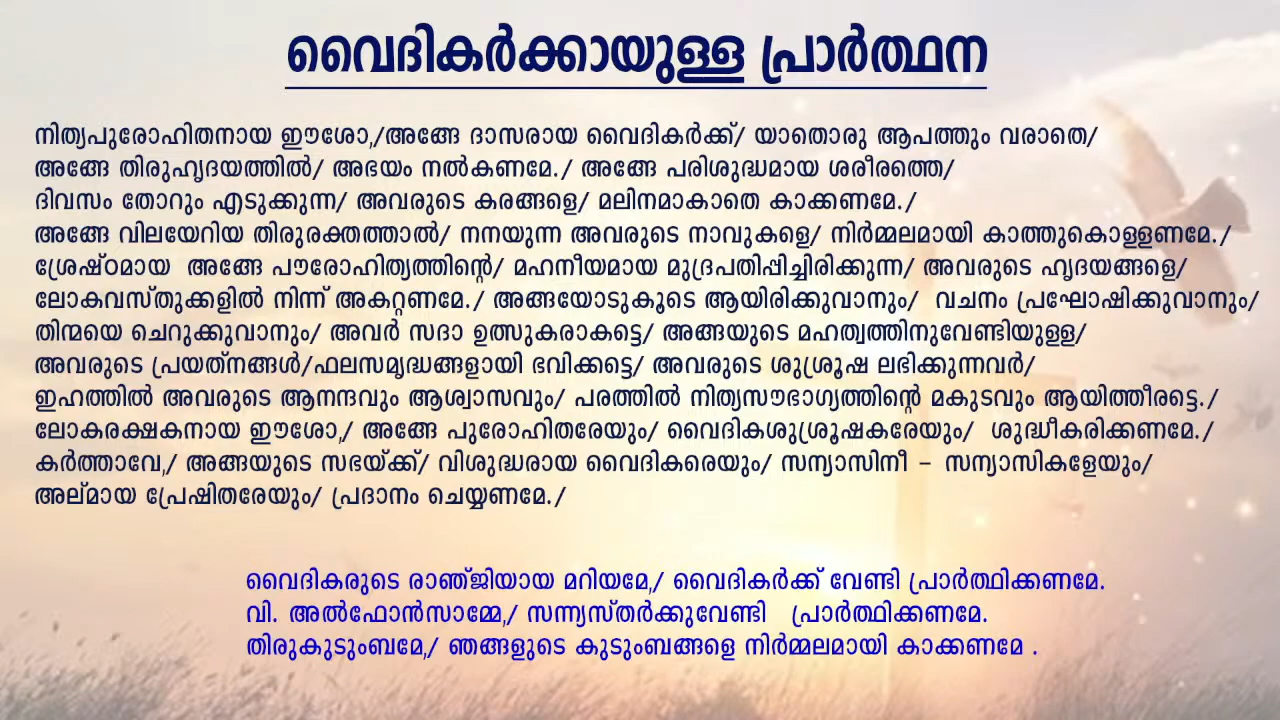 വൈദികർക്കായുള്ള പ്രാർത്ഥന
നിത്യപുരോഹിതനായ ഈശോ,/അങ്ങേ ദാസരായ വൈദികർക്ക്/ യാതൊരു ആപത്തും വരാതെ/
അങ്ങേ തിരുഹൃദയത്തിൽ/ അഭയം നൽകണമേ./ അങ്ങേ പരിശുദ്ധമായ ശരീരത്തെ/
ദിവസം തോറും എടുക്കുന്ന/ അവരുടെ കരങ്ങളെ/ മലിനമാകാതെ കാക്കണമേ./
അങ്ങേ വിലയേറിയ തിരുരക്തത്താൽ/ നനയുന്ന അവരുടെ നാവുകളെ/ നിർമ്മലമായി കാത്തുകൊളളണമേ./
ശ്രേഷ്ഠമായ അങ്ങേ പൗരോഹിത്യത്തിന്റെ/ മഹനീയമായ മുദ്രപതിപ്പിച്ചിരിക്കുന്ന/ അവരുടെ ഹൃദയങ്ങളെ/
ലോകവസ്തുക്കളിൽ നിന്ന് അകറ്റണമേ./ അങ്ങയോടുകൂടെ ആയിരിക്കുവാനും/ വചനം പ്രഘോഷിക്കുവാനും/
തിന്മയെ ചെറുക്കുവാനും/ അവർ സദാ ഉത്സുകരാകട്ടെ/ അങ്ങയുടെ മഹത്വത്തിനുവേണ്ടിയുള്ള/
അവരുടെ പ്രയത്നങ്ങൾ/ഫലസമൃദ്ധങ്ങളായി ഭവിക്കട്ടെ/ അവരുടെ ശുശ്രൂഷ ലഭിക്കുന്നവർ/
ഇഹത്തിൽ അവരുടെ ആനന്ദവും ആശ്വാസവും/ പരത്തിൽ നിത്യസൗഭാഗ്യത്തിന്റെ മകുടവും ആയിത്തീരട്ടെ./
ലോകരക്ഷകനായ ഈശോ,/ അങ്ങേ പുരോഹിതരേയും/ വൈദികശുശ്രൂഷകരേയും/ ശുദ്ധീകരിക്കണമേ./
കർത്താവേ,/ അങ്ങയുടെ സഭയ്ക്ക്/ വിശുദ്ധരായ വൈദികരെയും/ സന്യാസിനീ – സന്യാസികളേയും/
അല്മായ പ്രേഷിതരേയും/ പ്രദാനം ചെയ്യണമേ./
വൈദികരുടെ രാഞ്ജിയായ മറിയമേ,/ വൈദികർക്ക് വേണ്ടി പ്രാർത്ഥിക്കണമേ.
വി. അൽഫോൻസാമ്മേ,/ സന്ന്യസ്തർക്കുവേണ്ടി പ്രാർത്ഥിക്കണമേ.
തിരുകുടുംബമേ,/ ഞങ്ങളുടെ കുടുംബങ്ങളെ നിർമ്മലമായി കാക്കണമേ .